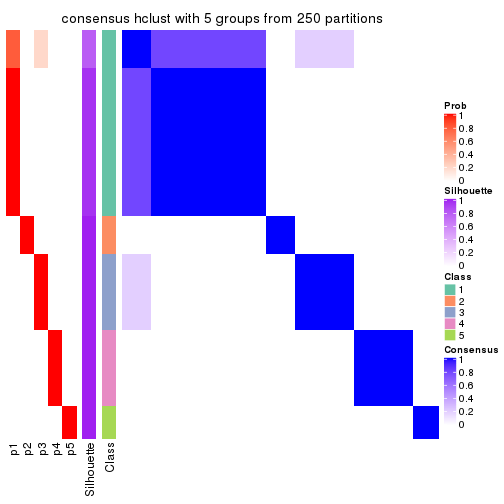 consensus hclust with 5 groups from 250 partitions
Prob
1
0.8
0.6
0.4
0.2
0
Silhouette
1
0.8
0.6
0.4
0.2
0
Class
1
2
3
4
5
Consensus
1
0.8
0.6
0.4
0.2
0
p1
p2
p3
p4
p5
Silhouette
Class